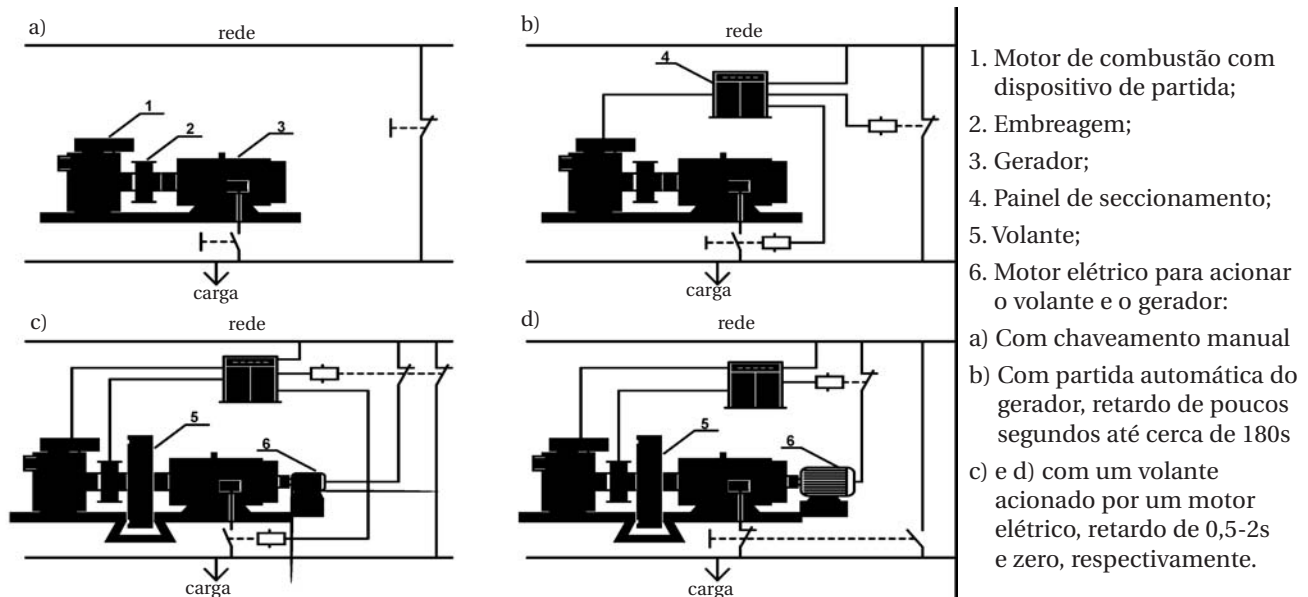 a)
rede
1
2
3
carga
b)
rede
4
carga
c)
rede
5
6
carga
d)
rede
5
6
carga
1. Motor de combustão com
dispositivo de partida;
2. Embreagem;
3. Gerador;
4. Painel de seccionamento;
5. Volante;
6. Motor elétrico para acionar
o volante e o gerador:
a) Com chaveamento manual
b) Com partida automática do
gerador, retardo de poucos
segundos até cerca de 180s
c) e d) com um volante
acionado por um motor
elétrico, retardo de 0,5-2s
e zero, respectivamente.